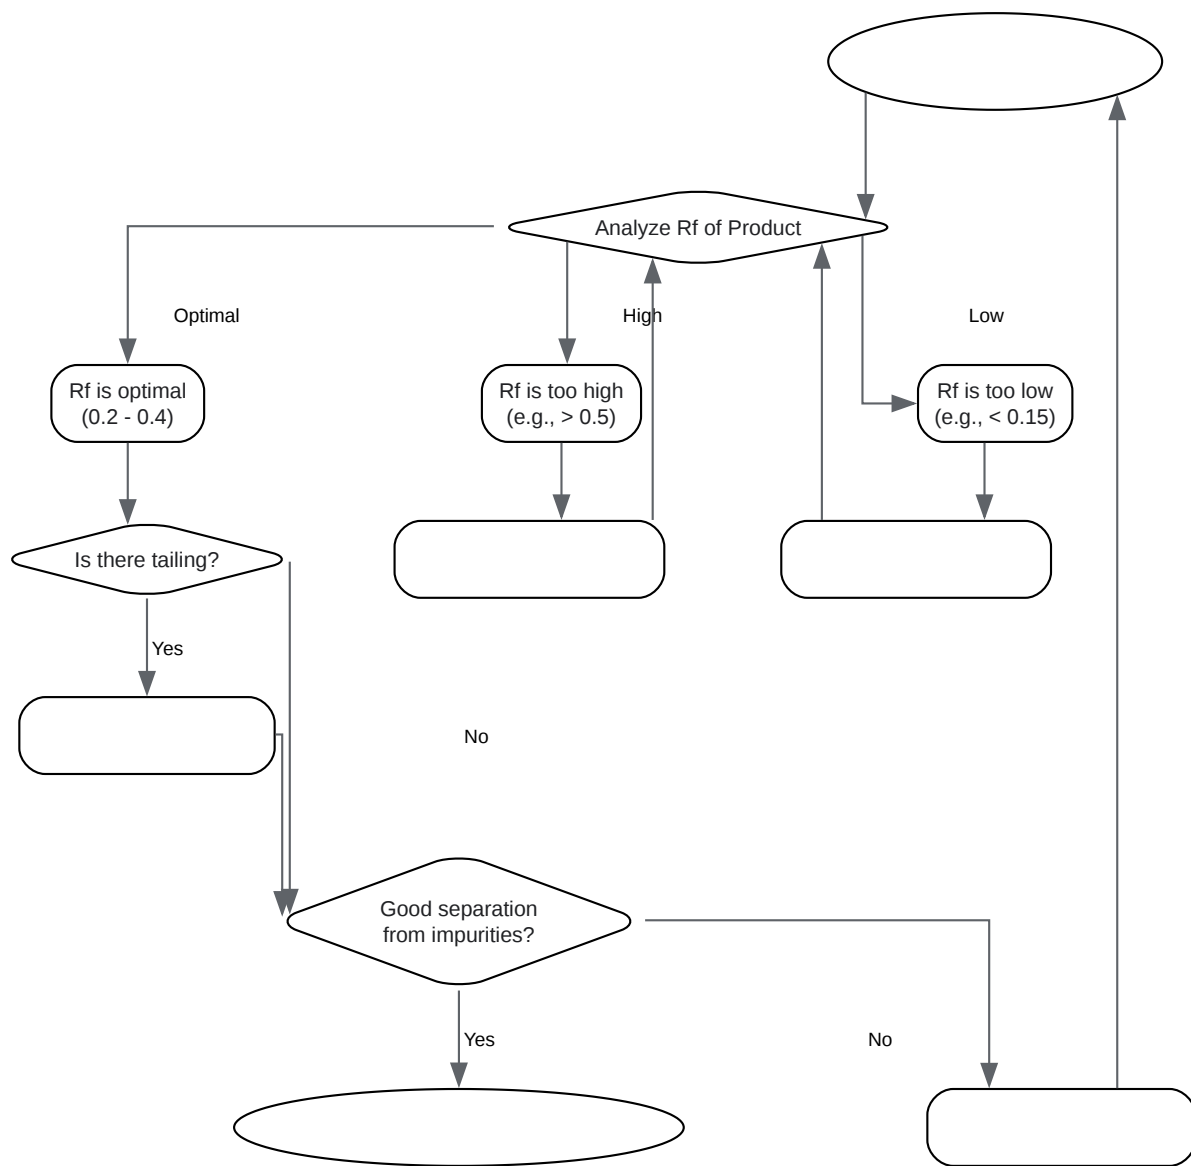 Analyze Rf of Product
Optimal
High
Low
Rf is optimal
(0.2 - 0.4)
Rf is too high
(e.g., > 0.5)
Rf is too low
(e.g., < 0.15)
Is there tailing?
Yes
No
Good separation
from impurities?
Yes
No